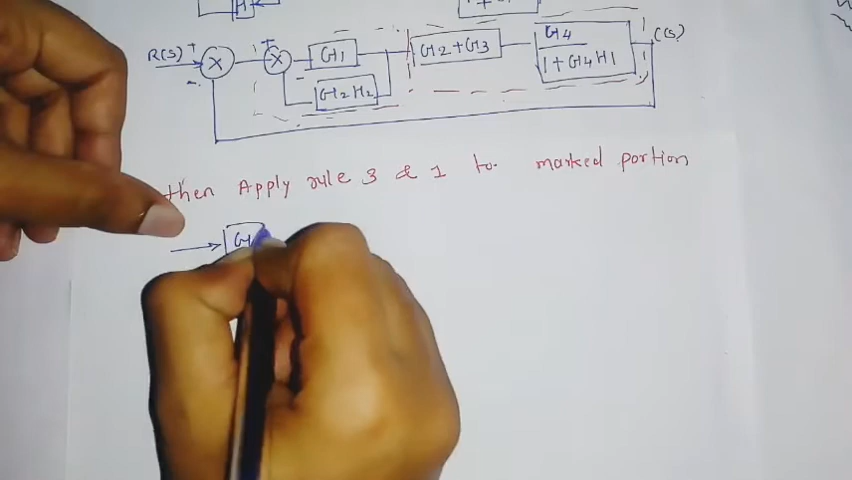 G4
R(S) + + G1 G2+G3 C(S)
X X - 1+G4H1
- G2H2
then Apply rule 3 & 1 to marked portion
G